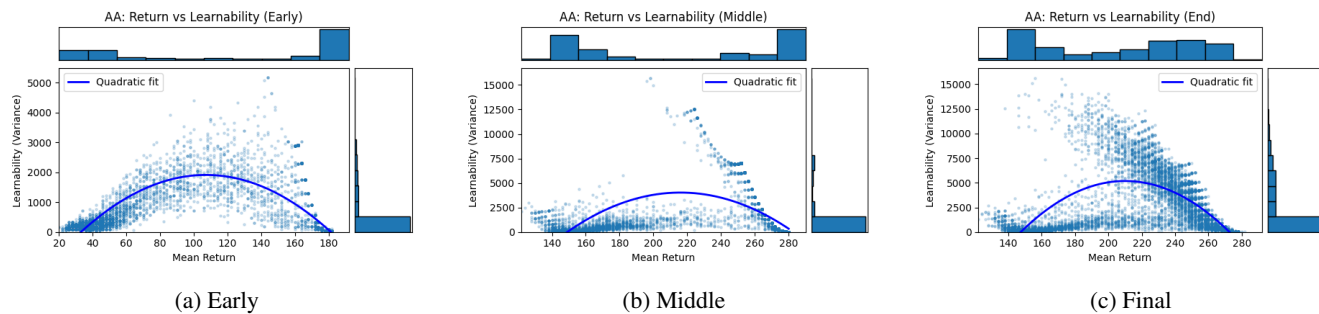 AA: Return vs Learnability (Early)
5000
4000
3000
2000
1000
0
Learnability (Variance)
Quadratic fit
20 40 60 80 100 120 140 160 180
Mean Return
(a) Early
AA: Return vs Learnability (Middle)
15000
12500
10000
7500
5000
2500
0
Learnability (Variance)
Quadratic fit
140 160 180 200 220 240 260 280
Mean Return
(b) Middle
AA: Return vs Learnability (End)
15000
12500
10000
7500
5000
2500
0
Learnability (Variance)
Quadratic fit
140 160 180 200 220 240 260 280
Mean Return
(c) Final